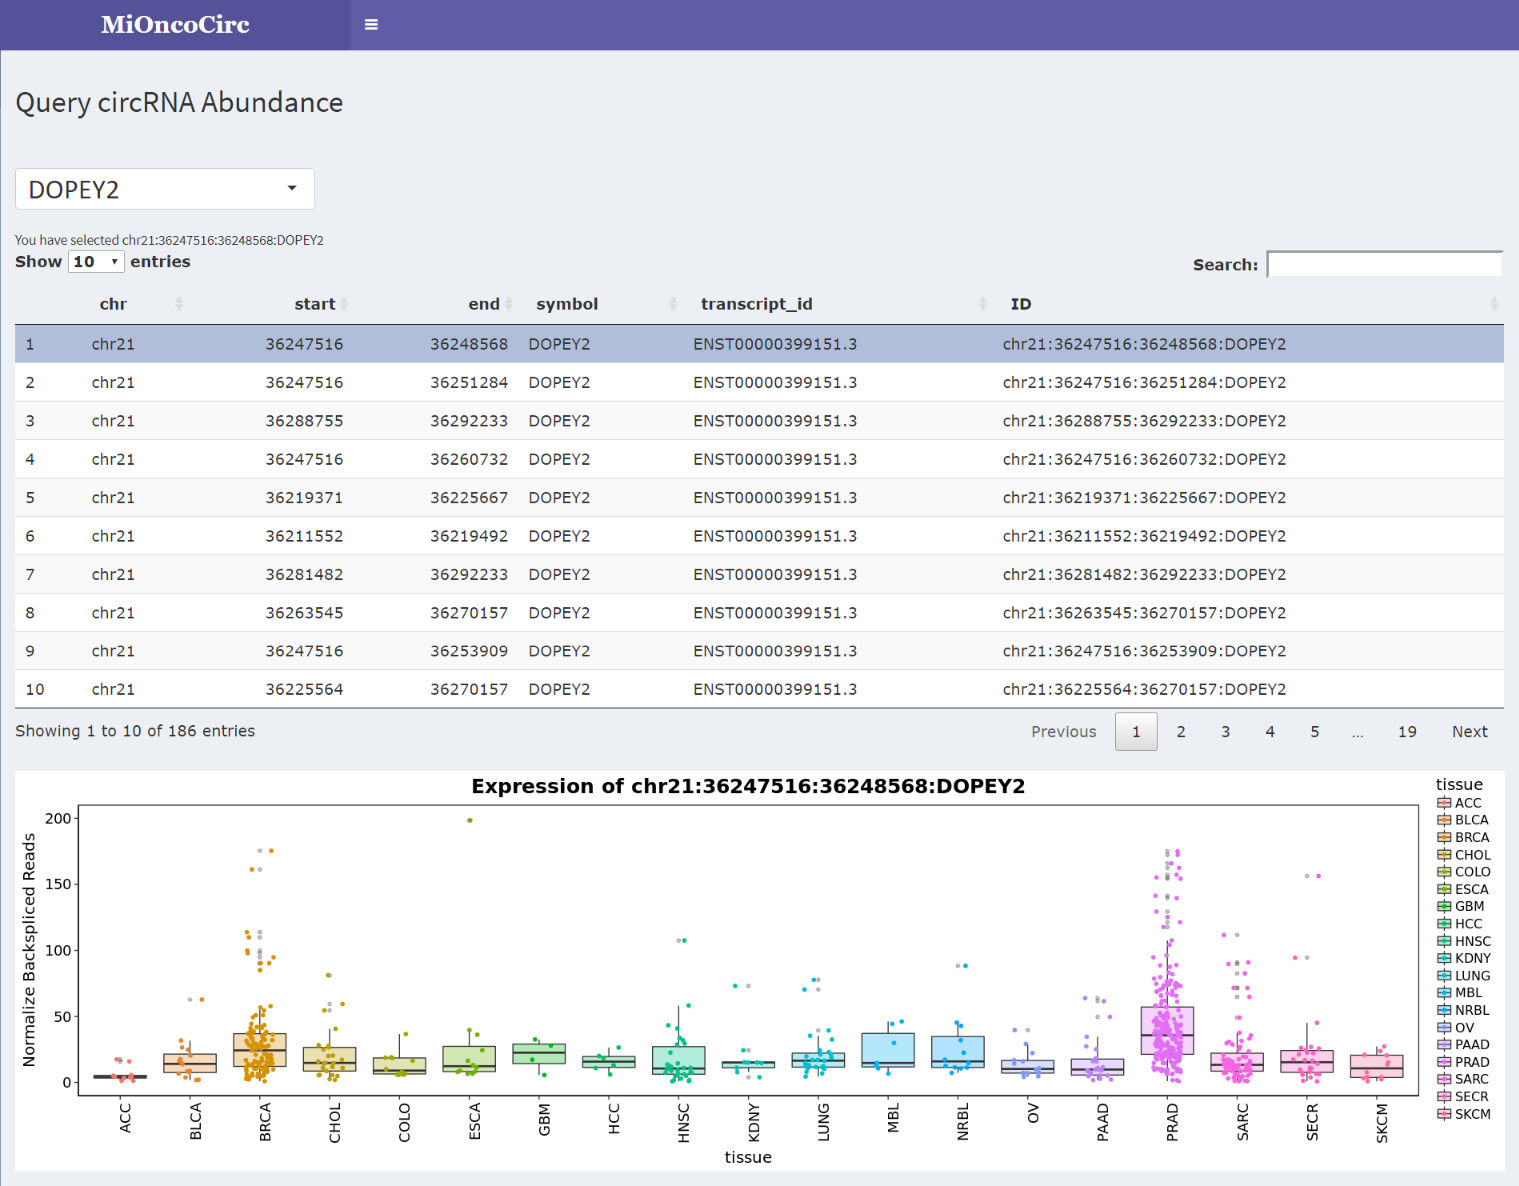 MiOncoCirc
Query circRNA Abundance
DOPEY2
You have selected chr21:36247516:36248568:DOPEY2
Show 10 entries
Search:
chr start end symbol transcript_id ID
1 chr21 36247516 36248568 DOPEY2 ENST00000399151.3 chr21:36247516:36248568:DOPEY2
2 chr21 36247516 36251284 DOPEY2 ENST00000399151.3 chr21:36247516:36251284:DOPEY2
3 chr21 36288755 36292233 DOPEY2 ENST00000399151.3 chr21:36288755:36292233:DOPEY2
4 chr21 36247516 36260732 DOPEY2 ENST00000399151.3 chr21:36247516:36260732:DOPEY2
5 chr21 36219371 36225667 DOPEY2 ENST00000399151.3 chr21:36219371:36225667:DOPEY2
6 chr21 36211552 36219492 DOPEY2 ENST00000399151.3 chr21:36211552:36219492:DOPEY2
7 chr21 36281482 36292233 DOPEY2 ENST00000399151.3 chr21:36281482:36292233:DOPEY2
8 chr21 36263545 36270157 DOPEY2 ENST00000399151.3 chr21:36263545:36270157:DOPEY2
9 chr21 36247516 36253909 DOPEY2 ENST00000399151.3 chr21:36247516:36253909:DOPEY2
10 chr21 36225564 36270157 DOPEY2 ENST00000399151.3 chr21:36225564:36270157:DOPEY2
Showing 1 to 10 of 186 entries
Previous 1 2 3 4 5 ... 19 Next
Expression of chr21:36247516:36248568:DOPEY2
Normalize Backspliced Reads
200
150
100
50
0
ACC BLCA BRCA CHOL COLO ESCA GBM HCC HNSC KDNY LUNG MBL NRBL OV PAAD PRAD SARC SECR SKCM
tissue
tissue
ACC
BLCA
BRCA
CHOL
COLO
ESCA
GBM
HCC
HNSC
KDNY
LUNG
MBL
NRBL
OV
PAAD
PRAD
SARC
SECR
SKCM